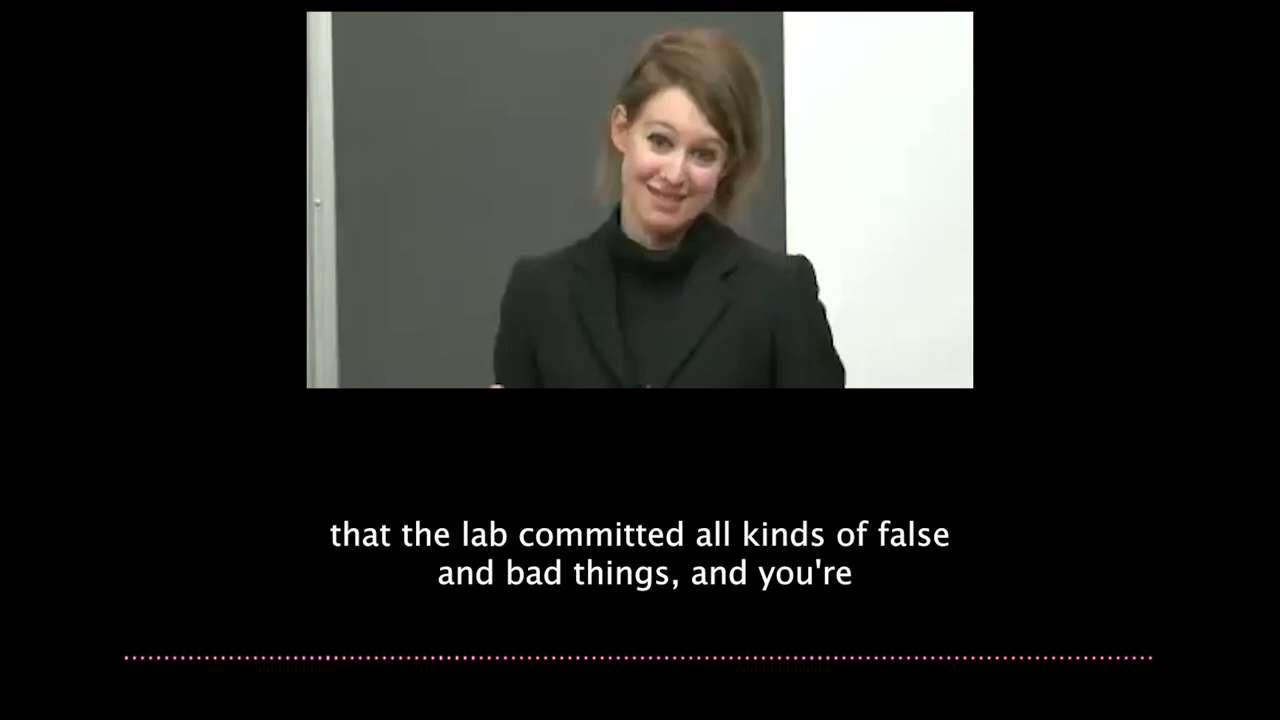 that the lab committed all kinds of false
and bad things, and you're